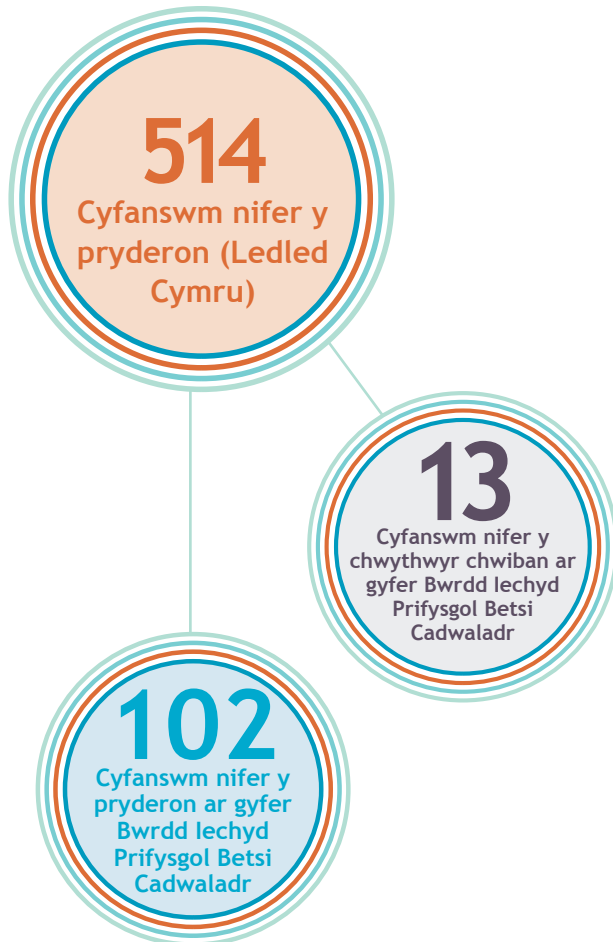 514
Cyfanswm nifer y
pryderon (Ledled
Cymru)
13
Cyfanswm nifer y
chwythwyr chwiban ar
gyfer Bwrdd Iechyd
Prifysgol Betsi
Cadwaladr
102
Cyfanswm nifer y
pryderon ar gyfer
Bwrdd Iechyd
Prifysgol Betsi
Cadwaladr